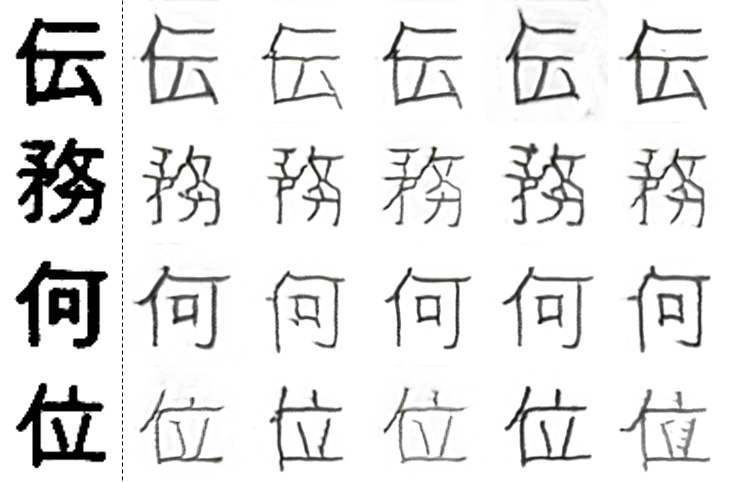 伝 伝 伝 伝 伝 伝
務 務 務 務 務 務
何 何 何 何 何 何
位 位 位 位 位 位